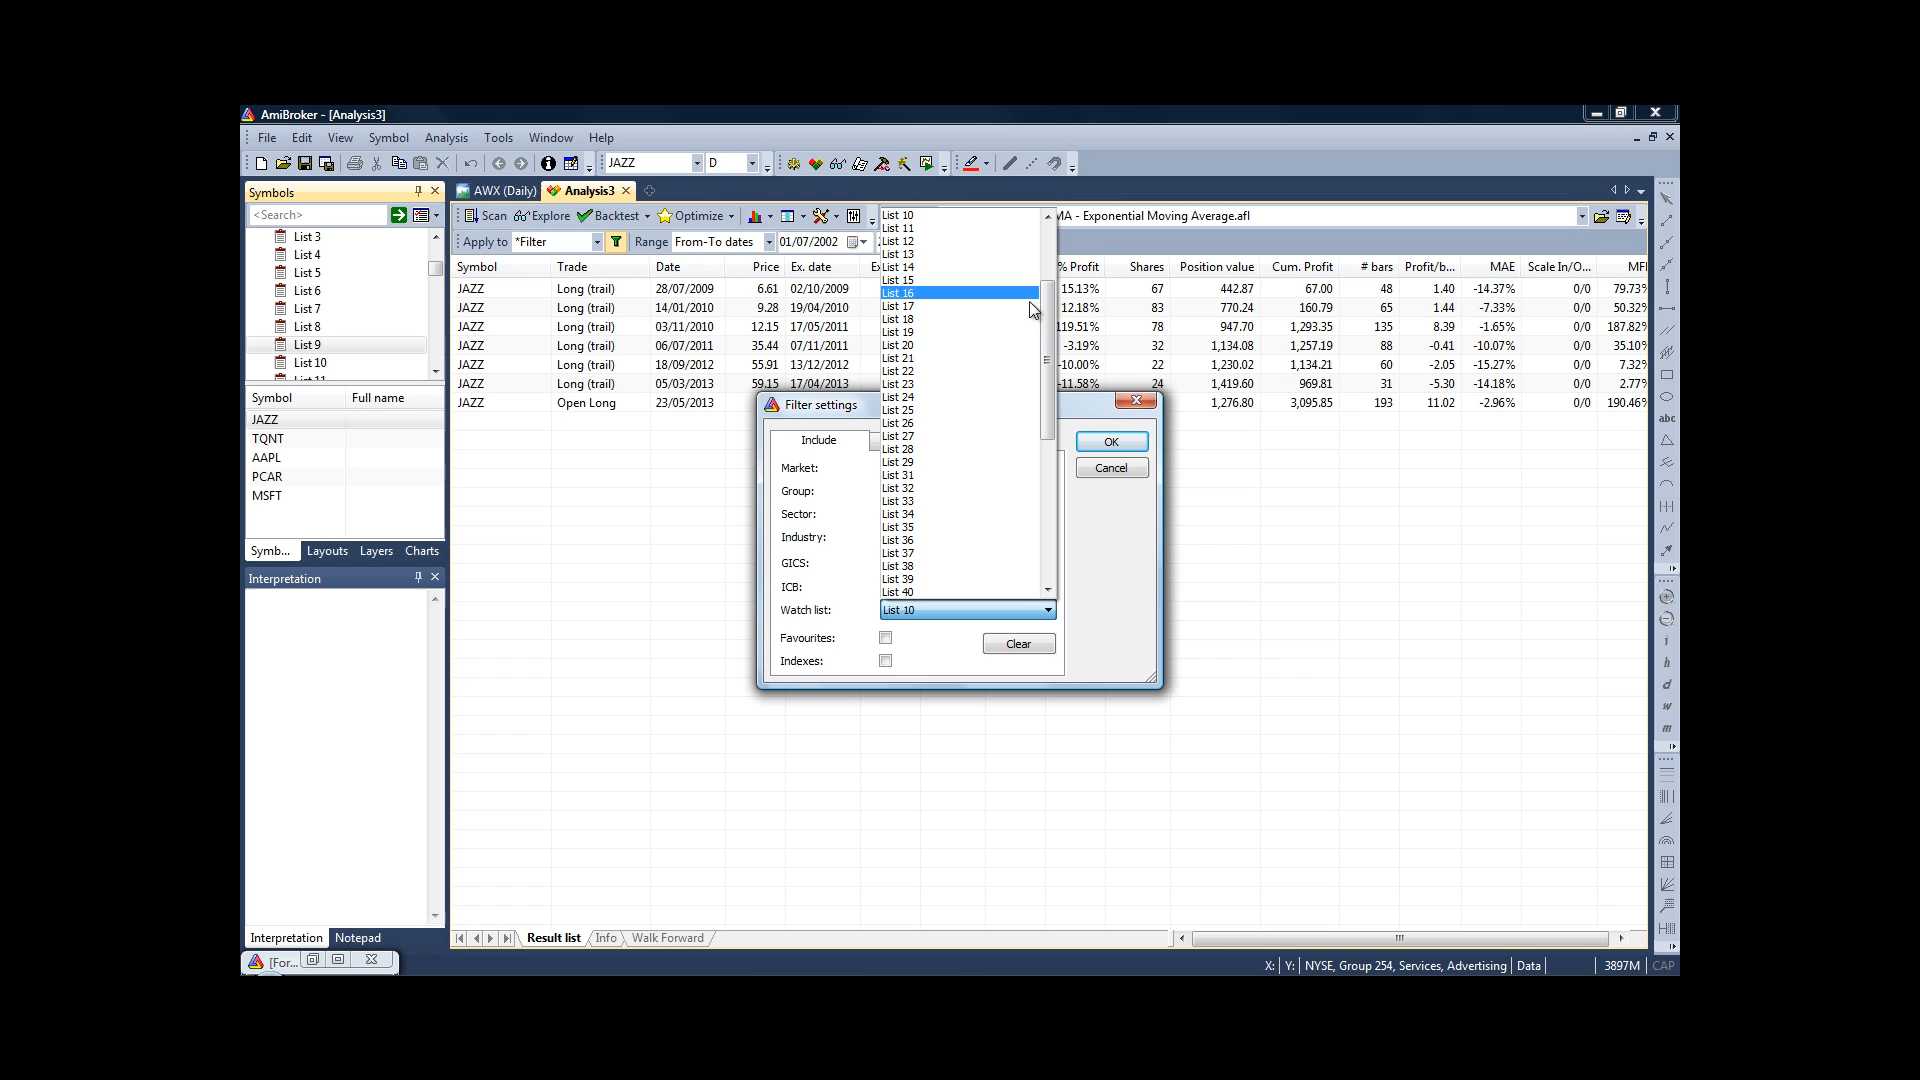 AmiBroker - [Analysis3]
File Edit View Symbol Analysis Tools Window Help
JAZZ D
Symbols
AWX (Daily) Analysis3
<Search>
Scan Explore Backtest Optimize
MA - Exponential Moving Average.afl
Apply to *Filter Range From-To dates 01/07/2002
List 3
List 4
List 5
List 6
List 7
List 8
List 9
List 10
Symbol Full name
JAZZ
TQNT
AAPL
PCAR
MSFT
Symb... Layouts Layers Charts
Interpretation
Interpretation Notepad
[For...
Symbol Trade Date Price Ex. date % Profit Shares Position value Cum. Profit # bars Profit/b... MAE Scale In/O... MFI
JAZZ Long (trail) 28/07/2009 6.61 02/10/2009 15.13% 67 442.87 67.00 48 1.40 -14.37% 0/0 79.73%
JAZZ Long (trail) 14/01/2010 9.28 19/04/2010 12.18% 83 770.24 160.79 65 1.44 -7.33% 0/0 50.32%
JAZZ Long (trail) 03/11/2010 12.15 17/05/2011 119.51% 78 947.70 1,293.35 135 8.39 -1.65% 0/0 187.82%
JAZZ Long (trail) 06/07/2011 35.44 07/11/2011 -3.19% 32 1,134.08 1,257.19 88 -0.41 -10.07% 0/0 35.10%
JAZZ Long (trail) 18/09/2012 55.91 13/12/2012 -10.00% 22 1,230.02 1,134.21 60 -2.05 -15.27% 0/0 7.32%
JAZZ Long (trail) 05/03/2013 59.15 17/04/2013 -11.58% 24 1,419.60 969.81 31 -5.30 -14.18% 0/0 2.77%
JAZZ Open Long 23/05/2013 1,276.80 3,095.85 193 11.02 -2.96% 0/0 190.46%
List 10
List 11
List 12
List 13
List 14
List 15
List 16
List 17
List 18
List 19
List 20
List 21
List 22
List 23
List 24
List 25
List 26
List 27
List 28
List 29
List 31
List 32
List 33
List 34
List 35
List 36
List 37
List 38
List 39
List 40
Filter settings
Include
OK
Cancel
Market:
Group:
Sector:
Industry:
GICS:
ICB:
Watch list: List 10
Favourites:
Indexes:
Clear
abc
i
h
d
w
m
Result list Info Walk Forward
X: Y: NYSE, Group 254, Services, Advertising Data 3897M CAP